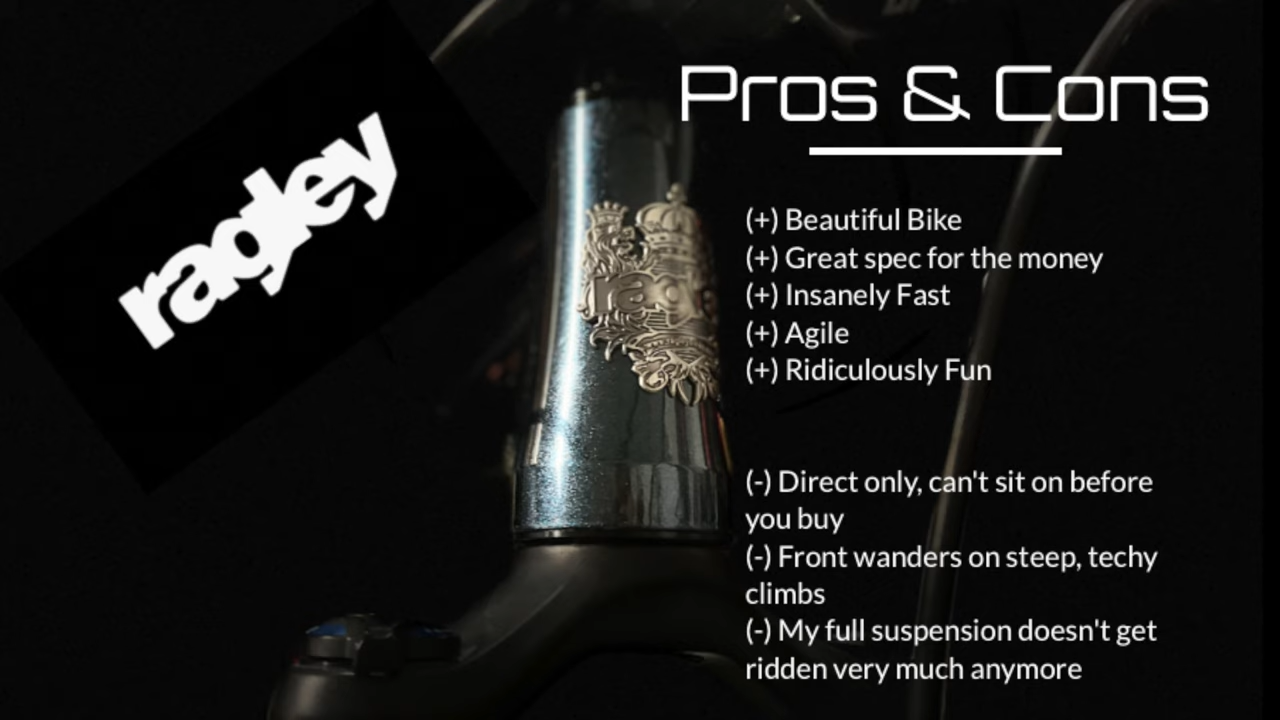 ragley
Pros & Cons
(+) Beautiful Bike
(+) Great spec for the money
(+) Insanely Fast
(+) Agile
(+) Ridiculously Fun
(-) Direct only, can't sit on before
you buy
(-) Front wanders on steep, techy
climbs
(-) My full suspension doesn't get
ridden very much anymore